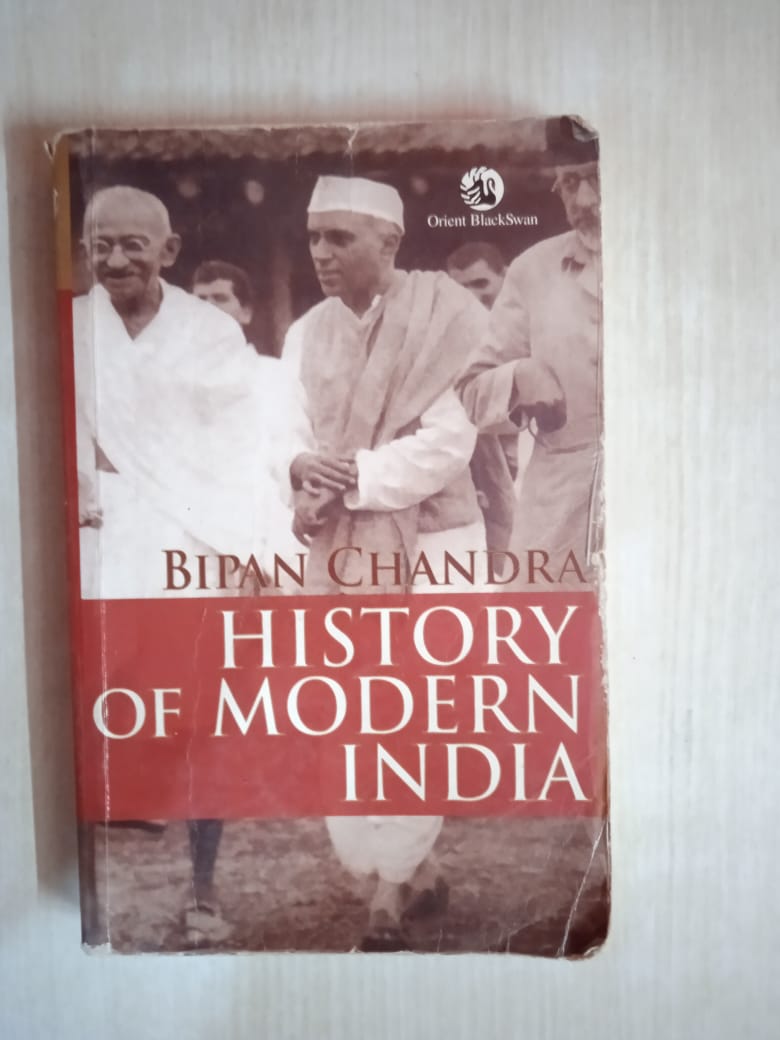 Orient BlackSwan
BIPAN CHANDRA
HISTORY
OF MODERN
INDIA